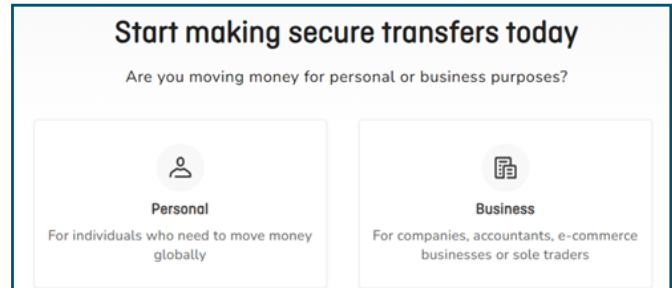 Start making secure transfers today
Are you moving money for personal or business purposes?
Personal
For individuals who need to move money
globally
Business
For companies, accountants, e-commerce
businesses or sole traders